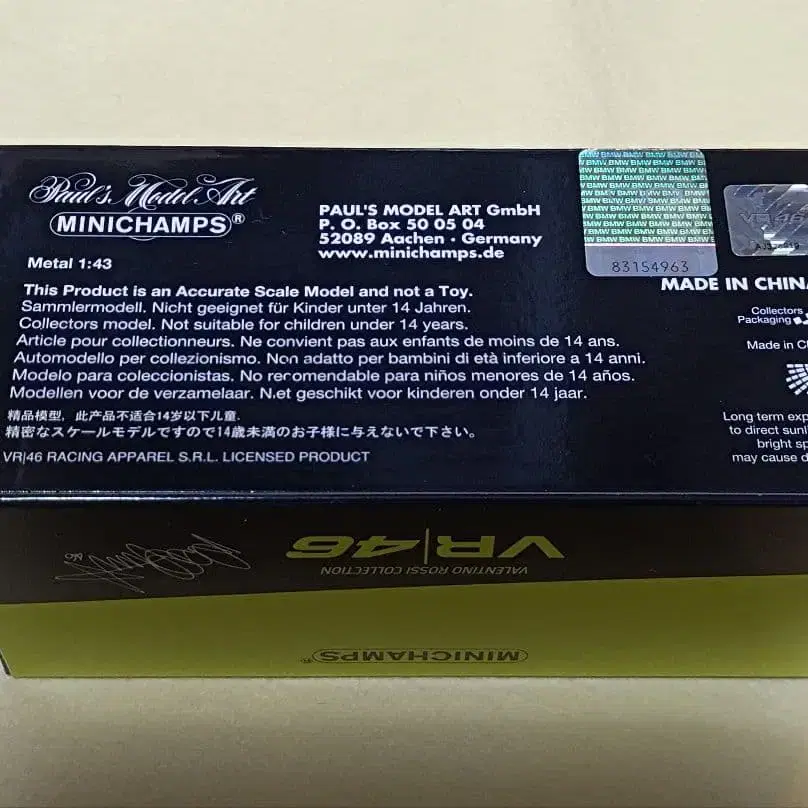 Paul's Model Art
MINICHAMPS®
Metal 1:43
PAUL'S MODEL ART GmbH
P. O. Box 50 05 04
52089 Aachen · Germany
www.minichamps.de
BMW BMW BMW BMW BMW BMW
83154963
VR|46
MADE IN CHINA
This Product is an Accurate Scale Model and not a Toy.
Sammlermodell. Nicht geeignet für Kinder unter 14 Jahren.
Collectors model. Not suitable for children under 14 years.
Article pour collectionneurs. Ne convient pas aux enfants de moins de 14 ans.
Automodello per collezionismo. Non adatto per bambini di età inferiore a 14 anni.
Modelo para coleccionistas. No recomendable para niños menores de 14 años.
Modellen voor de verzamelaar. Niet geschikt voor kinderen onder 14 jaar.
精品模型，此产品不适合14岁以下儿童.
精密なスケールモデルですので14歳未満のお子様に与えないで下さい。
VR|46 RACING APPAREL S.R.L. LICENSED PRODUCT
Collectors
Packaging
Made in
Long term
to direct
bright
may cause
VR|46
VALENTINO ROSSI COLLECTION
MINICHAMPS®